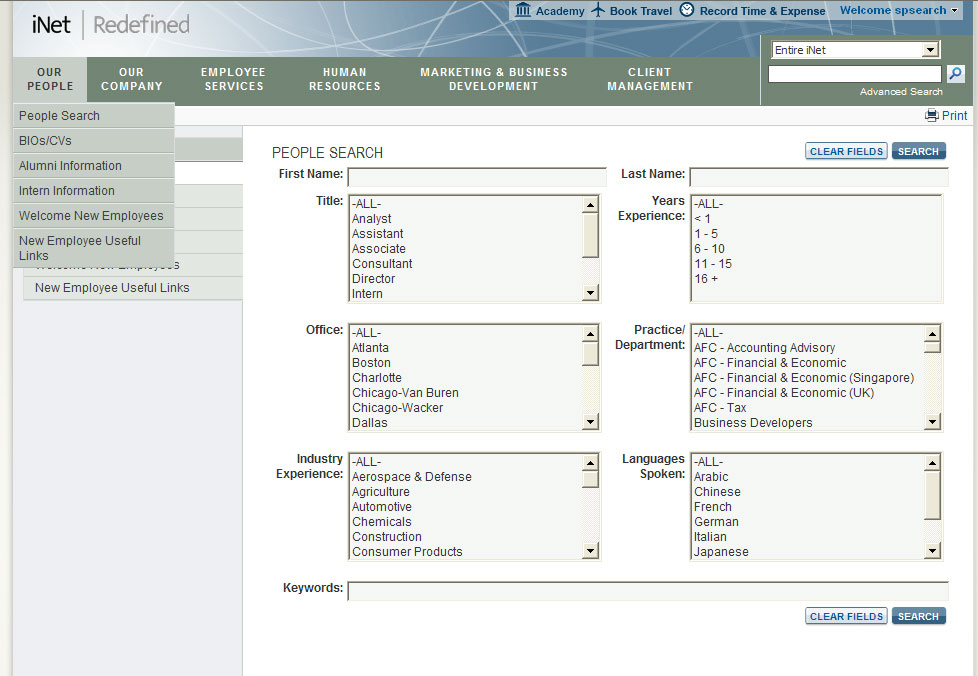 iNet | Redefined
Academy Book Travel Record Time & Expense Welcome spsearch
Entire iNet
Advanced Search
OUR PEOPLE
OUR COMPANY
EMPLOYEE SERVICES
HUMAN RESOURCES
MARKETING & BUSINESS DEVELOPMENT
CLIENT MANAGEMENT
Print
People Search
BIOs/CVs
Alumni Information
Intern Information
Welcome New Employees
New Employee Useful
Links
Welcome New Employees
New Employee Useful Links
PEOPLE SEARCH
CLEAR FIELDS SEARCH
First Name:
Last Name:
Title:
-ALL-
Analyst
Assistant
Associate
Consultant
Director
Intern
Years
Experience:
-ALL-
< 1
1 - 5
6 - 10
11 - 15
16 +
Office:
-ALL-
Atlanta
Boston
Charlotte
Chicago-Van Buren
Chicago-Wacker
Dallas
Practice/
Department:
-ALL-
AFC - Accounting Advisory
AFC - Financial & Economic
AFC - Financial & Economic (Singapore)
AFC - Financial & Economic (UK)
AFC - Tax
Business Developers
Industry
Experience:
-ALL-
Aerospace & Defense
Agriculture
Automotive
Chemicals
Construction
Consumer Products
Languages
Spoken:
-ALL-
Arabic
Chinese
French
German
Italian
Japanese
Keywords:
CLEAR FIELDS SEARCH